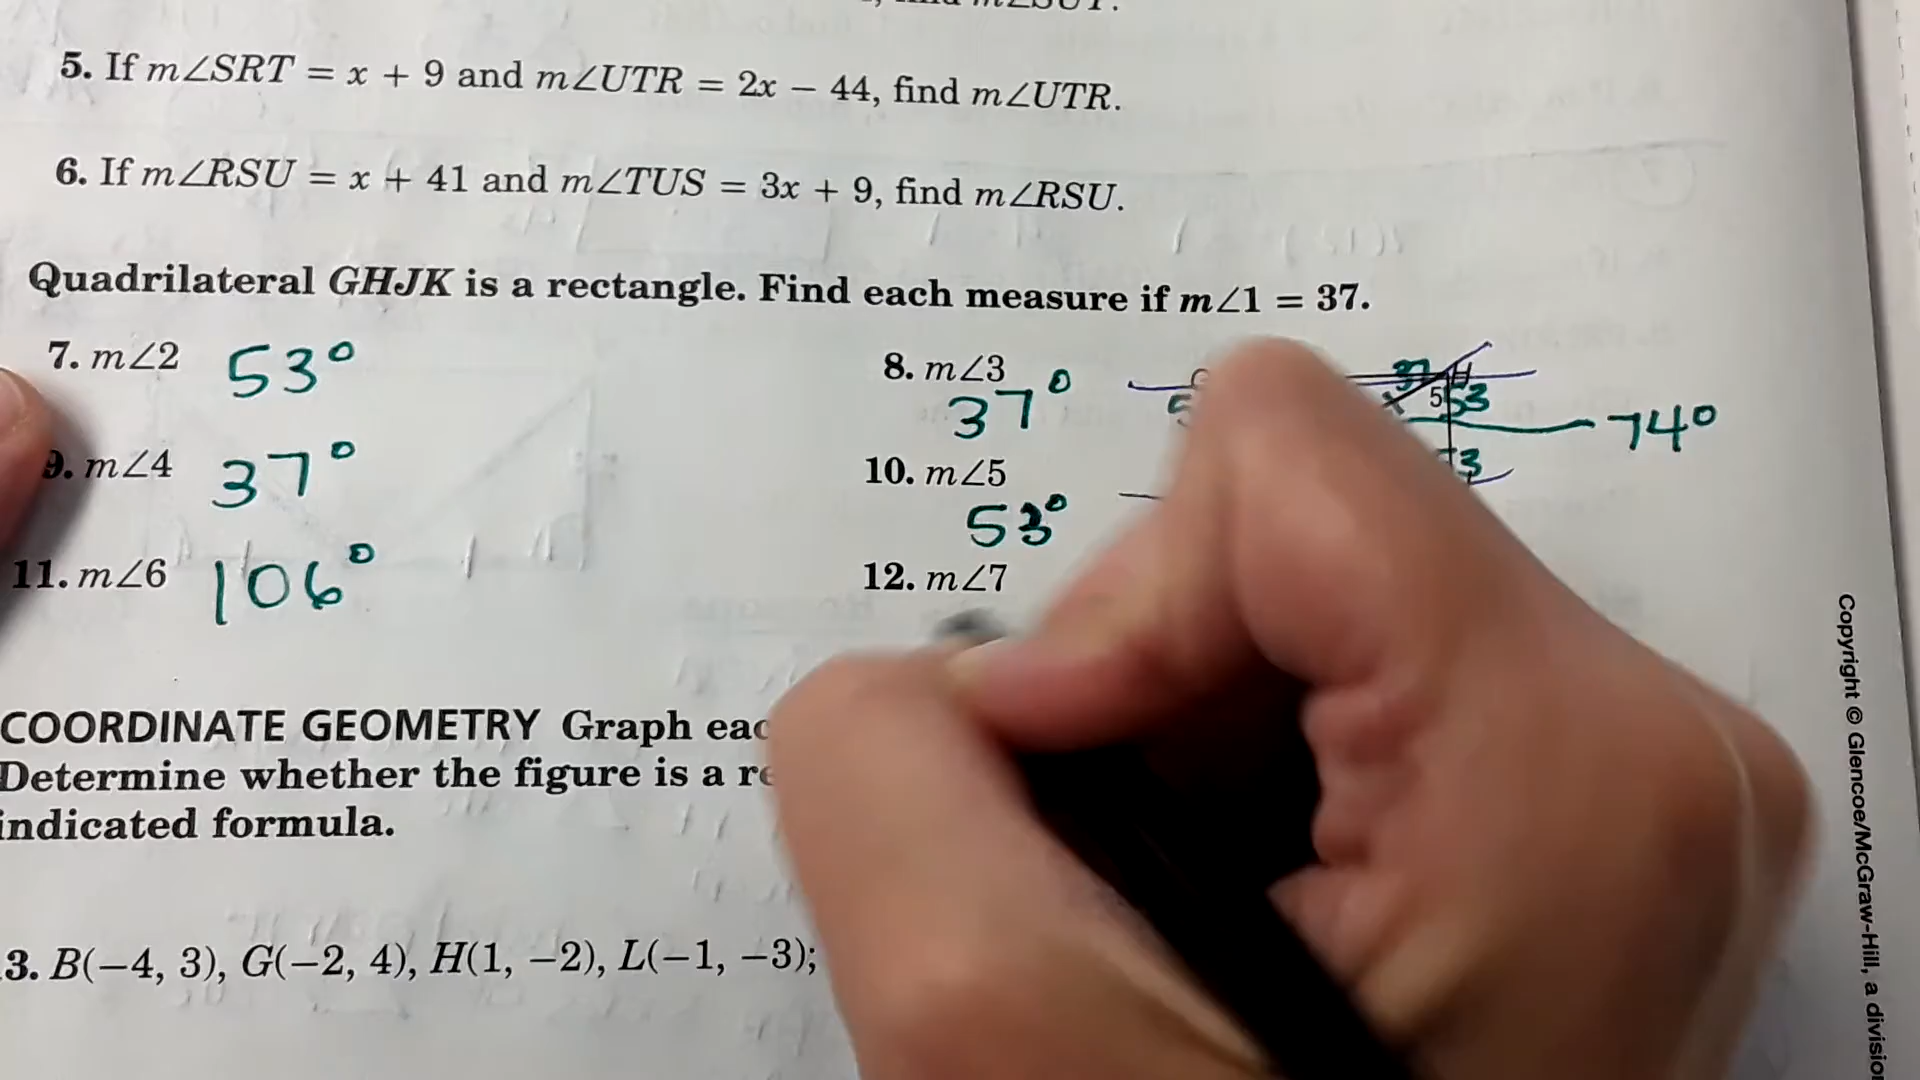 5. If m∠SRT = x + 9 and m∠UTR = 2x − 44, find m∠UTR.
6. If m∠RSU = x + 41 and m∠TUS = 3x + 9, find m∠RSU.
Quadrilateral GHJK is a rectangle. Find each measure if m∠1 = 37.
7. m∠2 53°
8. m∠3
37°
37 H
5 53
74°
9. m∠4 37°
10. m∠5
53°
11. m∠6 106°
12. m∠7
COORDINATE GEOMETRY Graph
Determine whether the figure is a
indicated formula.
3. B(−4, 3), G(−2, 4), H(1, −2), L(−1, −3);
Copyright © Glencoe/McGraw-Hill, a